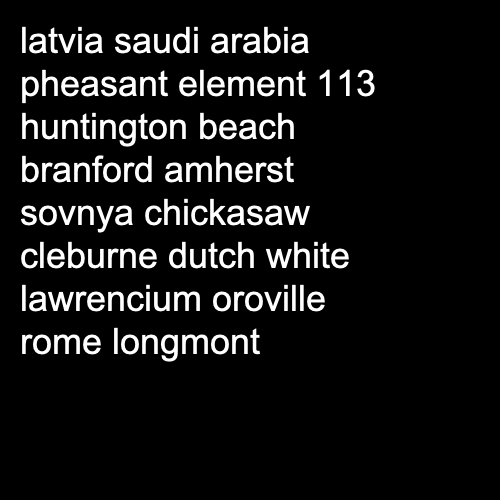 latvia saudi arabia
pheasant element 113
huntington beach
branford amherst
sovnya chickasaw
cleburne dutch white
lawrencium oroville
rome longmont